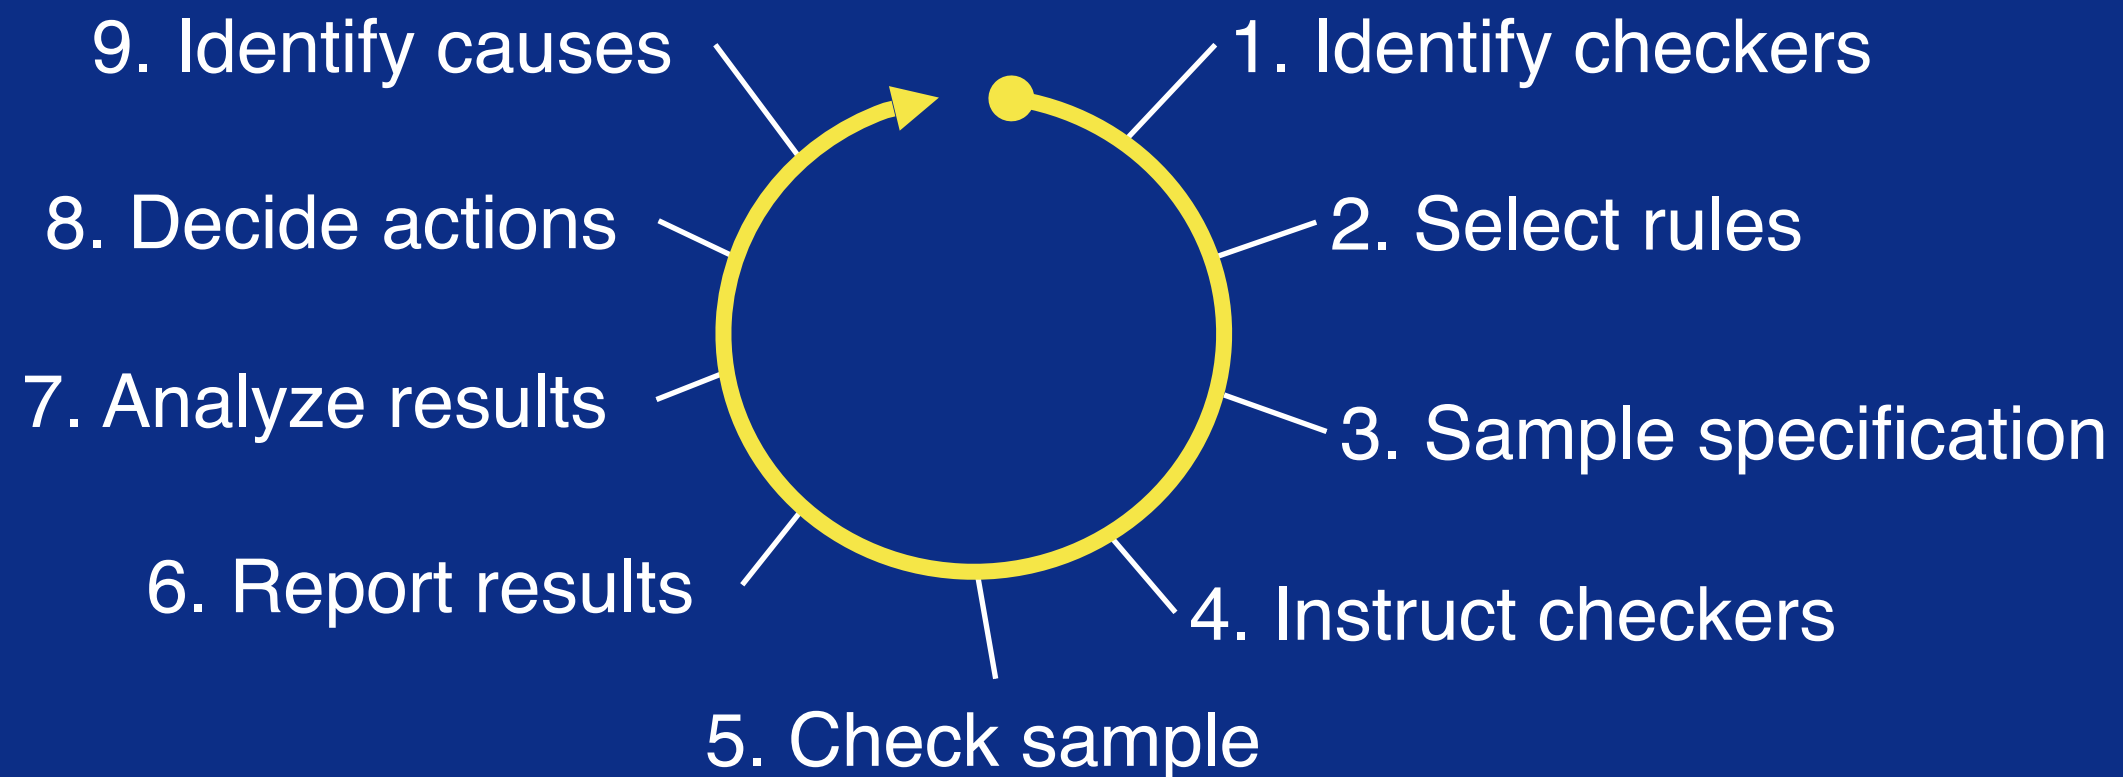 1. Identify checkers
2. Select rules
3. Sample specification
4. Instruct checkers
5. Check sample
6. Report results
7. Analyze results
8. Decide actions
9. Identify causes